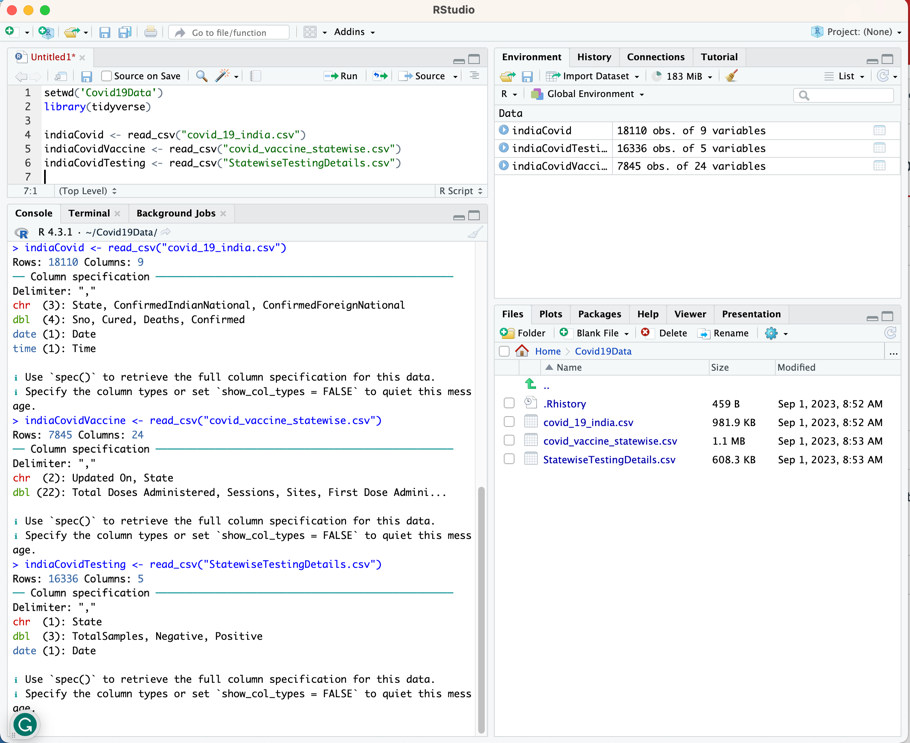 RStudio
Go to file/function
Addins
Project: (None)
Untitled1*
Source on Save
Run
Source
1 setwd('Covid19Data')
2 library(tidyverse)
3
4 indiaCovid <- read_csv("covid_19_india.csv")
5 indiaCovidVaccine <- read_csv("covid_vaccine_statewise.csv")
6 indiaCovidTesting <- read_csv("StatewiseTestingDetails.csv")
7
7:1 (Top Level) R Script
Console Terminal Background Jobs
R 4.3.1 · ~/Covid19Data/
> indiaCovid <- read_csv("covid_19_india.csv")
Rows: 18110 Columns: 9
── Column specification ────────────────────────
Delimiter: ","
chr (3): State, ConfirmedIndianNational, ConfirmedForeignNational
dbl (4): Sno, Cured, Deaths, Confirmed
date (1): Date
time (1): Time
ℹ Use `spec()` to retrieve the full column specification for this data.
ℹ Specify the column types or set `show_col_types = FALSE` to quiet this mess
age.
> indiaCovidVaccine <- read_csv("covid_vaccine_statewise.csv")
Rows: 7845 Columns: 24
── Column specification ────────────────────────
Delimiter: ","
chr (2): Updated On, State
dbl (22): Total Doses Administered, Sessions, Sites, First Dose Admini...
ℹ Use `spec()` to retrieve the full column specification for this data.
ℹ Specify the column types or set `show_col_types = FALSE` to quiet this mess
age.
> indiaCovidTesting <- read_csv("StatewiseTestingDetails.csv")
Rows: 16336 Columns: 5
── Column specification ────────────────────────
Delimiter: ","
chr (1): State
dbl (3): TotalSamples, Negative, Positive
date (1): Date
ℹ Use `spec()` to retrieve the full column specification for this data.
ℹ Specify the column types or set `show_col_types = FALSE` to quiet this mess
age.
Environment History Connections Tutorial
Import Dataset 183 MiB List
R Global Environment
Data
indiaCovid 18110 obs. of 9 variables
indiaCovidTesti… 16336 obs. of 5 variables
indiaCovidVacci… 7845 obs. of 24 variables
Files Plots Packages Help Viewer Presentation
Folder Blank File Delete Rename
Home Covid19Data ...
Name Size Modified
..
.Rhistory 459 B Sep 1, 2023, 8:52 AM
covid_19_india.csv 981.9 KB Sep 1, 2023, 8:52 AM
covid_vaccine_statewise.csv 1.1 MB Sep 1, 2023, 8:53 AM
StatewiseTestingDetails.csv 608.3 KB Sep 1, 2023, 8:53 AM